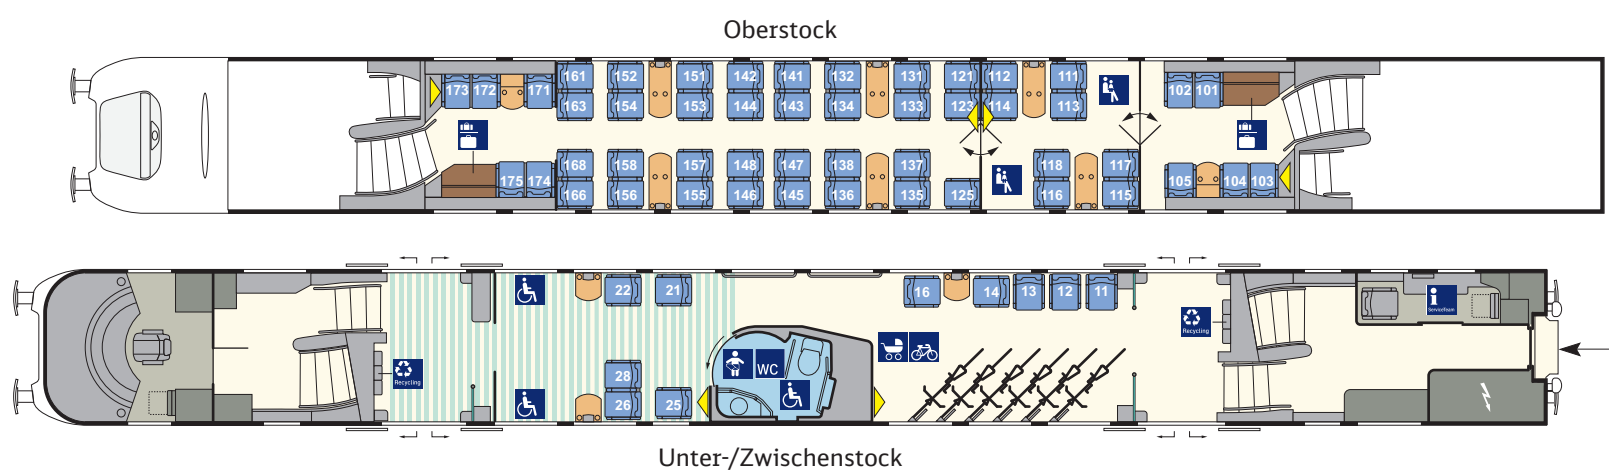 Oberstock
161 152 151 142 141 132 131 121 112 111
173 172 171 102 101
163 154 153 144 143 134 133 123 114 113
168 158 157 148 147 138 137 118 117
175 174 105 104 103
166 156 155 146 145 136 135 125 116 115
22 21 16 14 13 12 11
ServiceTeam
Recycling
WC
28
Recycling
26 25
Unter-/Zwischenstock